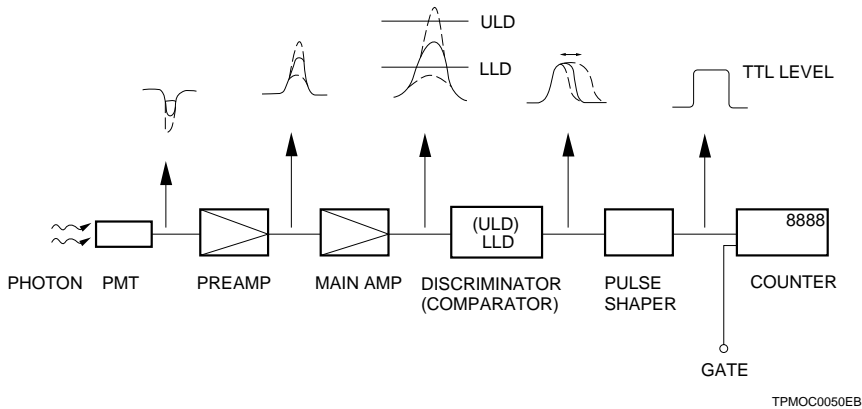 ULD
LLD
TTL LEVEL
(ULD)
LLD
8888
PHOTON
PMT
PREAMP
MAIN AMP
DISCRIMINATOR
(COMPARATOR)
PULSE
SHAPER
COUNTER
GATE
TPMOC0050EB